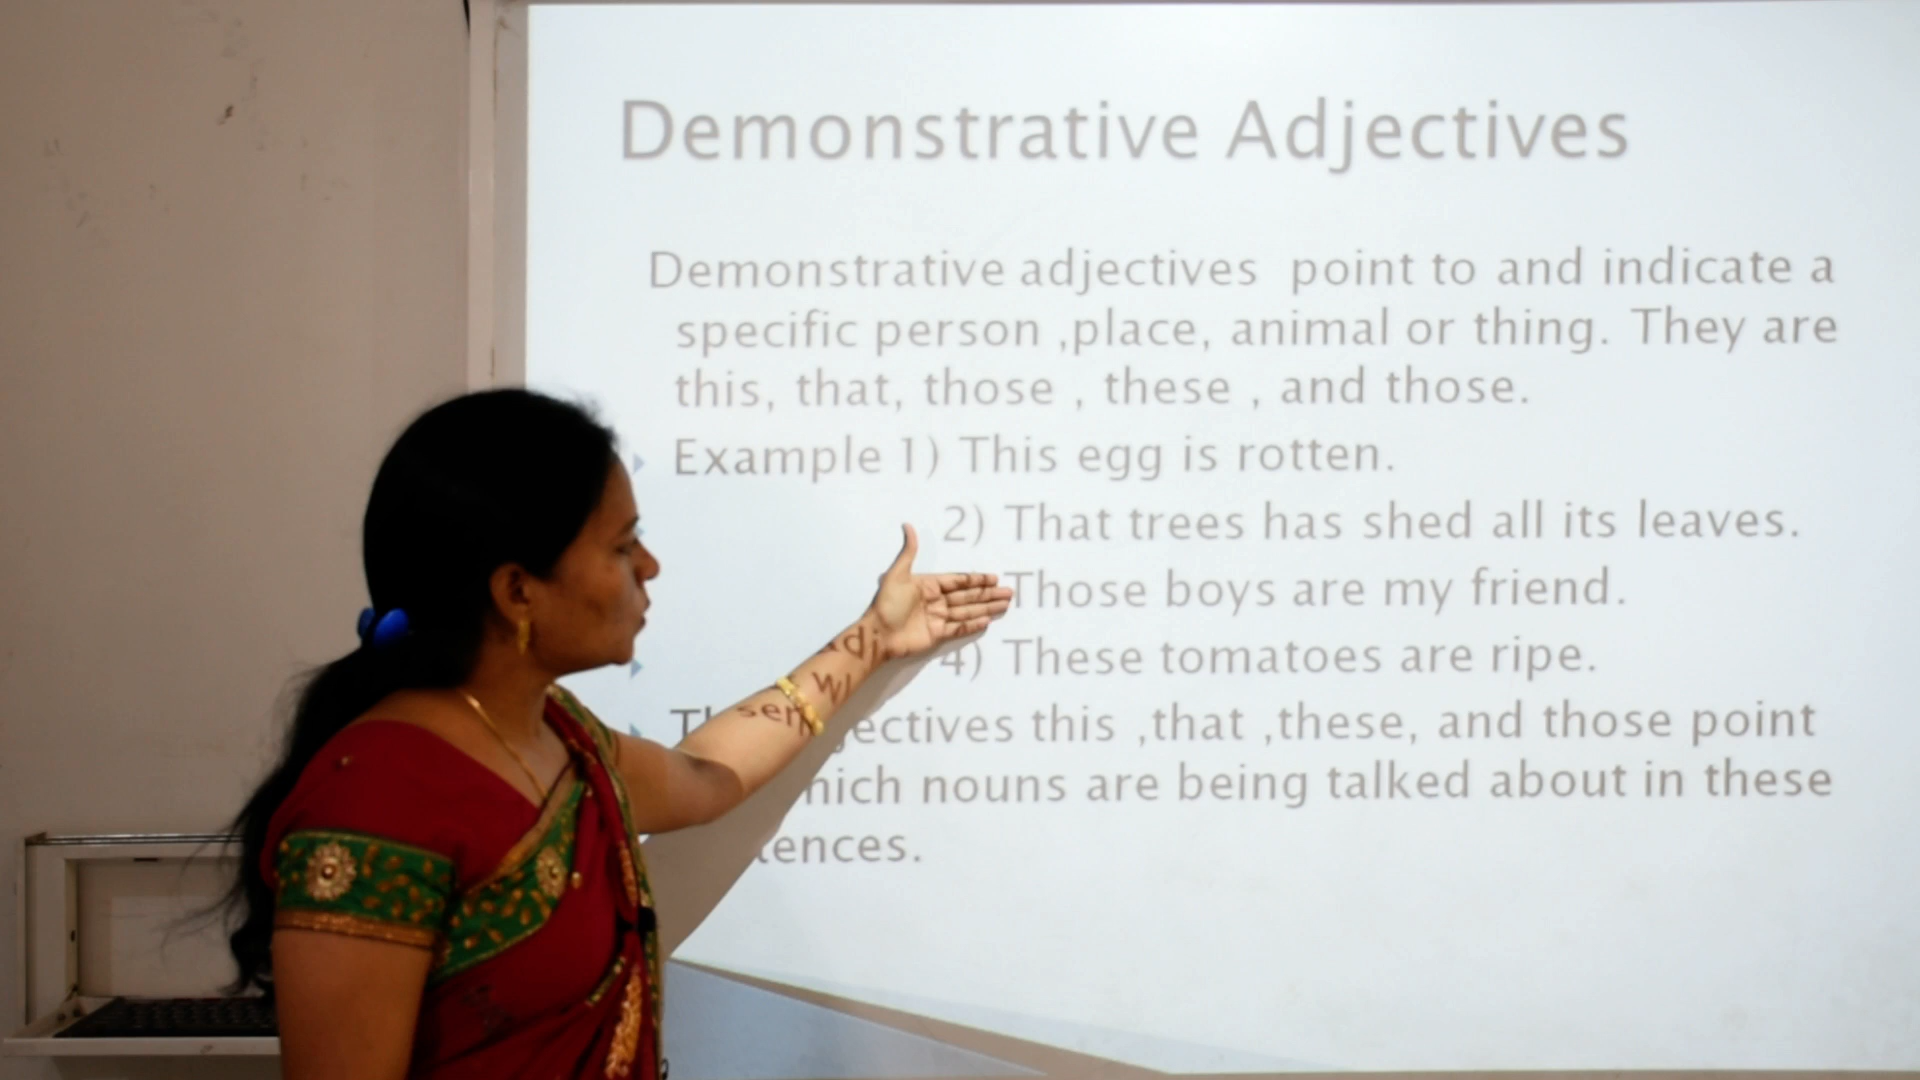 Demonstrative Adjectives
Demonstrative adjectives point to and indicate a
specific person ,place, animal or thing. They are
this, that, those , these , and those.
Example 1) This egg is rotten.
2) That trees has shed all its leaves.
Those boys are my friend.
4) These tomatoes are ripe.
this ,that ,these, and those point
nouns are being talked about in these